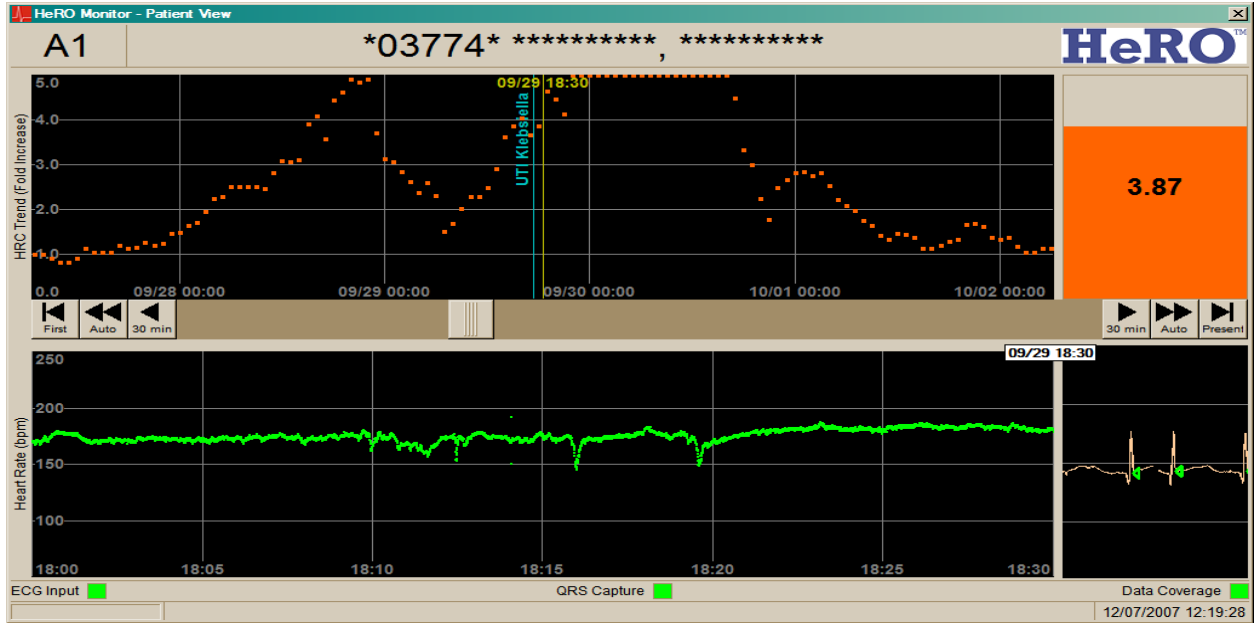 HeRO Monitor - Patient View
A1
*03774* **********, **********
HeRO™
HRC Trend (Fold Increase)
5.0
4.0
3.0
2.0
1.0
0.0
09/29 18:30
UTI Klebsiella
09/28 00:00
09/29 00:00
09/30 00:00
10/01 00:00
10/02 00:00
3.87
First
Auto
30 min
30 min
Auto
Present
09/29 18:30
Heart Rate (bpm)
250
200
150
100
18:00
18:05
18:10
18:15
18:20
18:25
18:30
ECG Input
QRS Capture
Data Coverage
12/07/2007 12:19:28